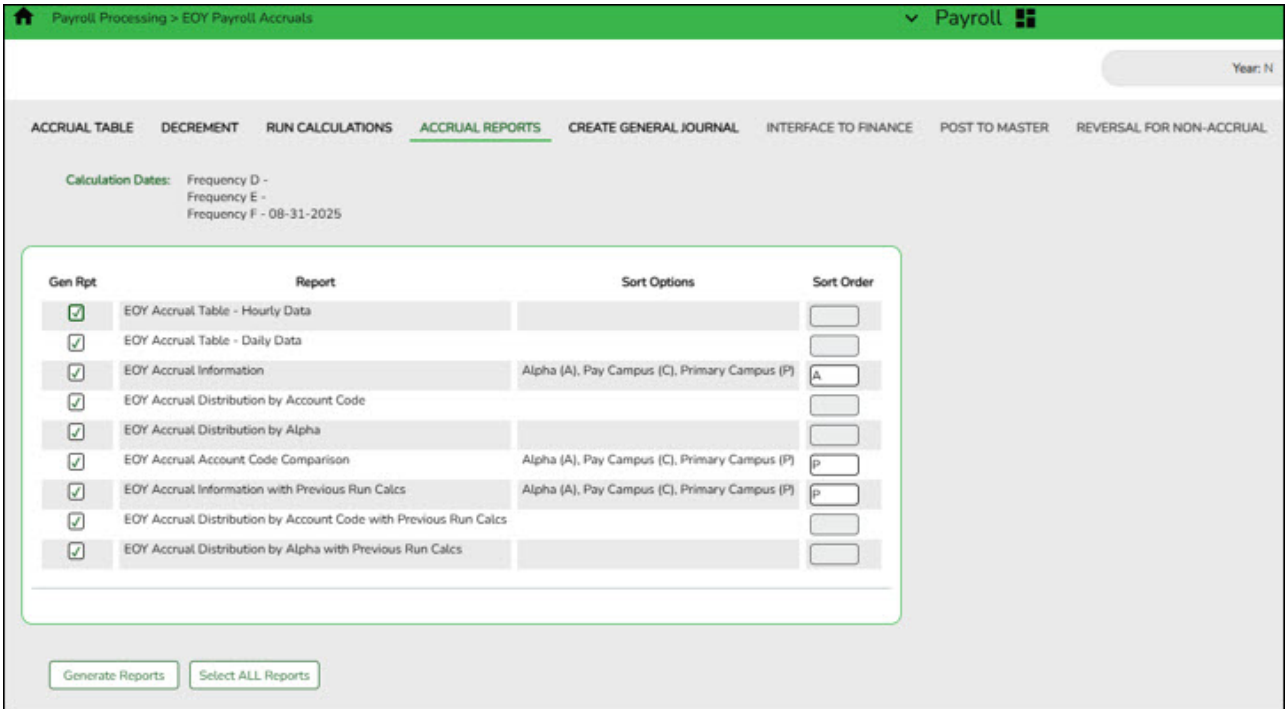 Payroll Processing > EOY Payroll Accruals
Payroll
Year: N
ACCRUAL TABLE DECREMENT RUN CALCULATIONS ACCRUAL REPORTS CREATE GENERAL JOURNAL INTERFACE TO FINANCE POST TO MASTER REVERSAL FOR NON-ACCRUAL
Calculation Dates: Frequency D -
Frequency E -
Frequency F - 08-31-2025
Gen Rpt Report Sort Options Sort Order
EOY Accrual Table - Hourly Data
EOY Accrual Table - Daily Data
EOY Accrual Information Alpha (A), Pay Campus (C), Primary Campus (P) A
EOY Accrual Distribution by Account Code
EOY Accrual Distribution by Alpha
EOY Accrual Account Code Comparison Alpha (A), Pay Campus (C), Primary Campus (P) P
EOY Accrual Information with Previous Run Calcs Alpha (A), Pay Campus (C), Primary Campus (P) P
EOY Accrual Distribution by Account Code with Previous Run Calcs
EOY Accrual Distribution by Alpha with Previous Run Calcs
Generate Reports Select ALL Reports